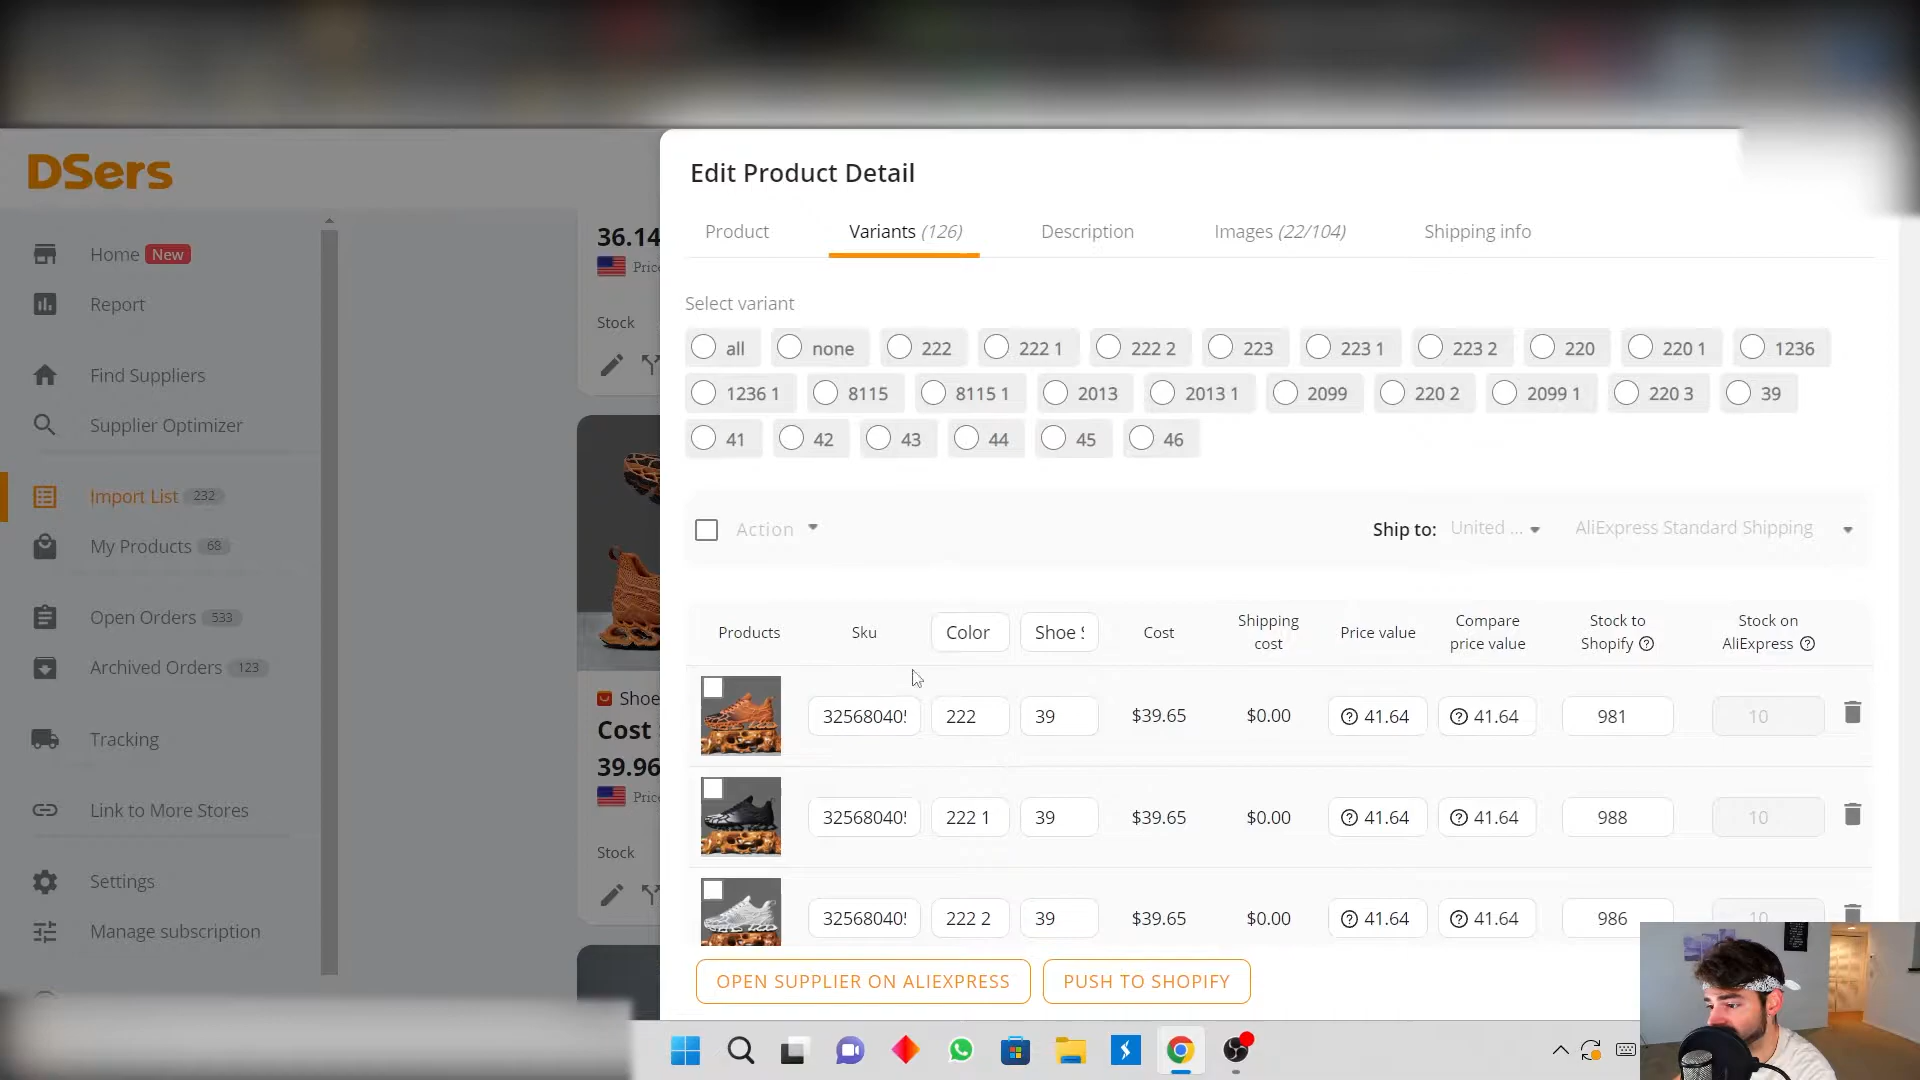 DSers
Home New
Report
Find Suppliers
Supplier Optimizer
Import List 232
My Products 68
Open Orders 533
Archived Orders 123
Tracking
Link to More Stores
Settings
Manage subscription
36.14
Stock
Shoe
Cost
39.96
Stock
Edit Product Detail
Product Variants (126) Description Images (22/104) Shipping info
Select variant
all none 222 222 1 222 2 223 223 1 223 2 220 220 1 1236
1236 1 8115 8115 1 2013 2013 1 2099 220 2 2099 1 220 3 39
41 42 43 44 45 46
Action Ship to: United ... AliExpress Standard Shipping
Products Sku Color Shoe S Cost Shipping cost Price value Compare price value Stock to Shopify Stock on AliExpress
325680405 222 39 $39.65 $0.00 41.64 41.64 981 10
325680405 222 1 39 $39.65 $0.00 41.64 41.64 988 10
325680405 222 2 39 $39.65 $0.00 41.64 41.64 986 10
OPEN SUPPLIER ON ALIEXPRESS PUSH TO SHOPIFY